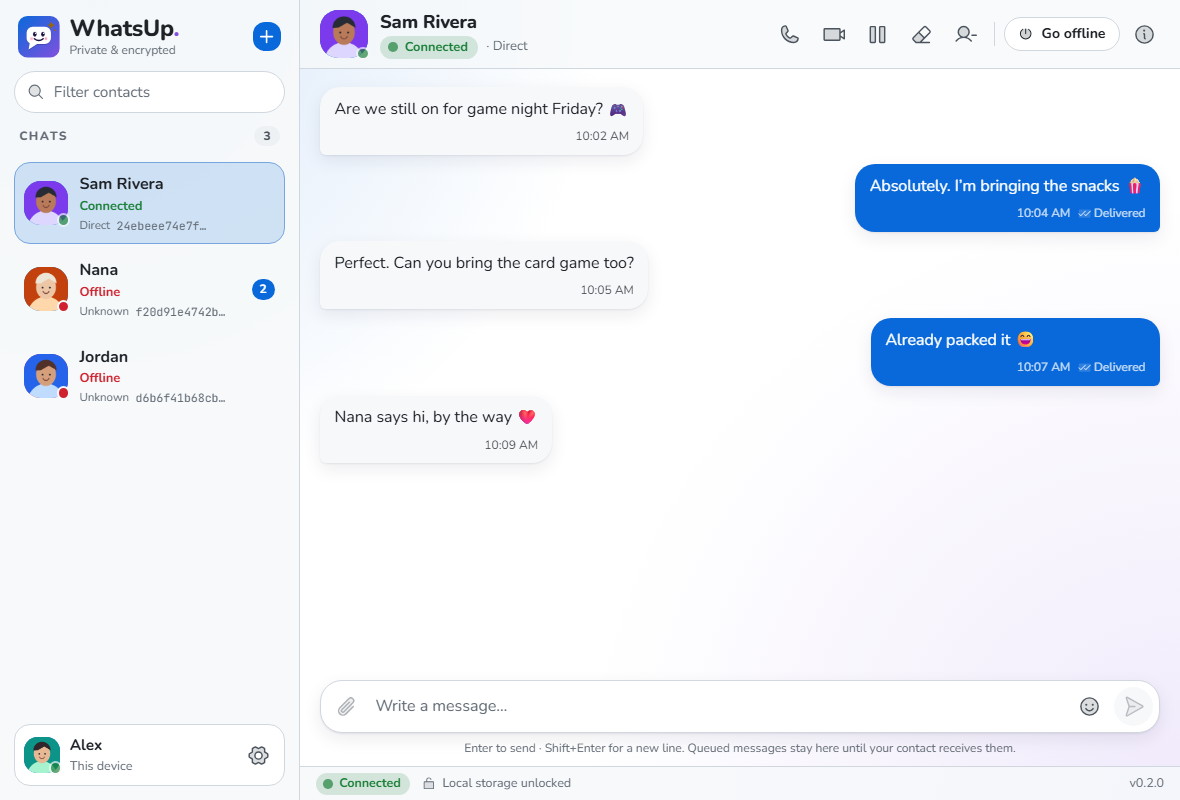 WhatsUp.
Private & encrypted
Filter contacts
CHATS
3
Sam Rivera
Connected
Direct 24ebeee74e7f…
Nana
Offline
Unknown f20d91e4742b…
2
Jordan
Offline
Unknown d6b6f41b68cb…
Alex
This device
Sam Rivera
Connected · Direct
Go offline
Are we still on for game night Friday? 🎮
10:02 AM
Absolutely. I’m bringing the snacks 🍿
10:04 AM Delivered
Perfect. Can you bring the card game too?
10:05 AM
Already packed it 😄
10:07 AM Delivered
Nana says hi, by the way ❤️
10:09 AM
Write a message…
Enter to send · Shift+Enter for a new line. Queued messages stay here until your contact receives them.
Connected
Local storage unlocked
v0.2.0